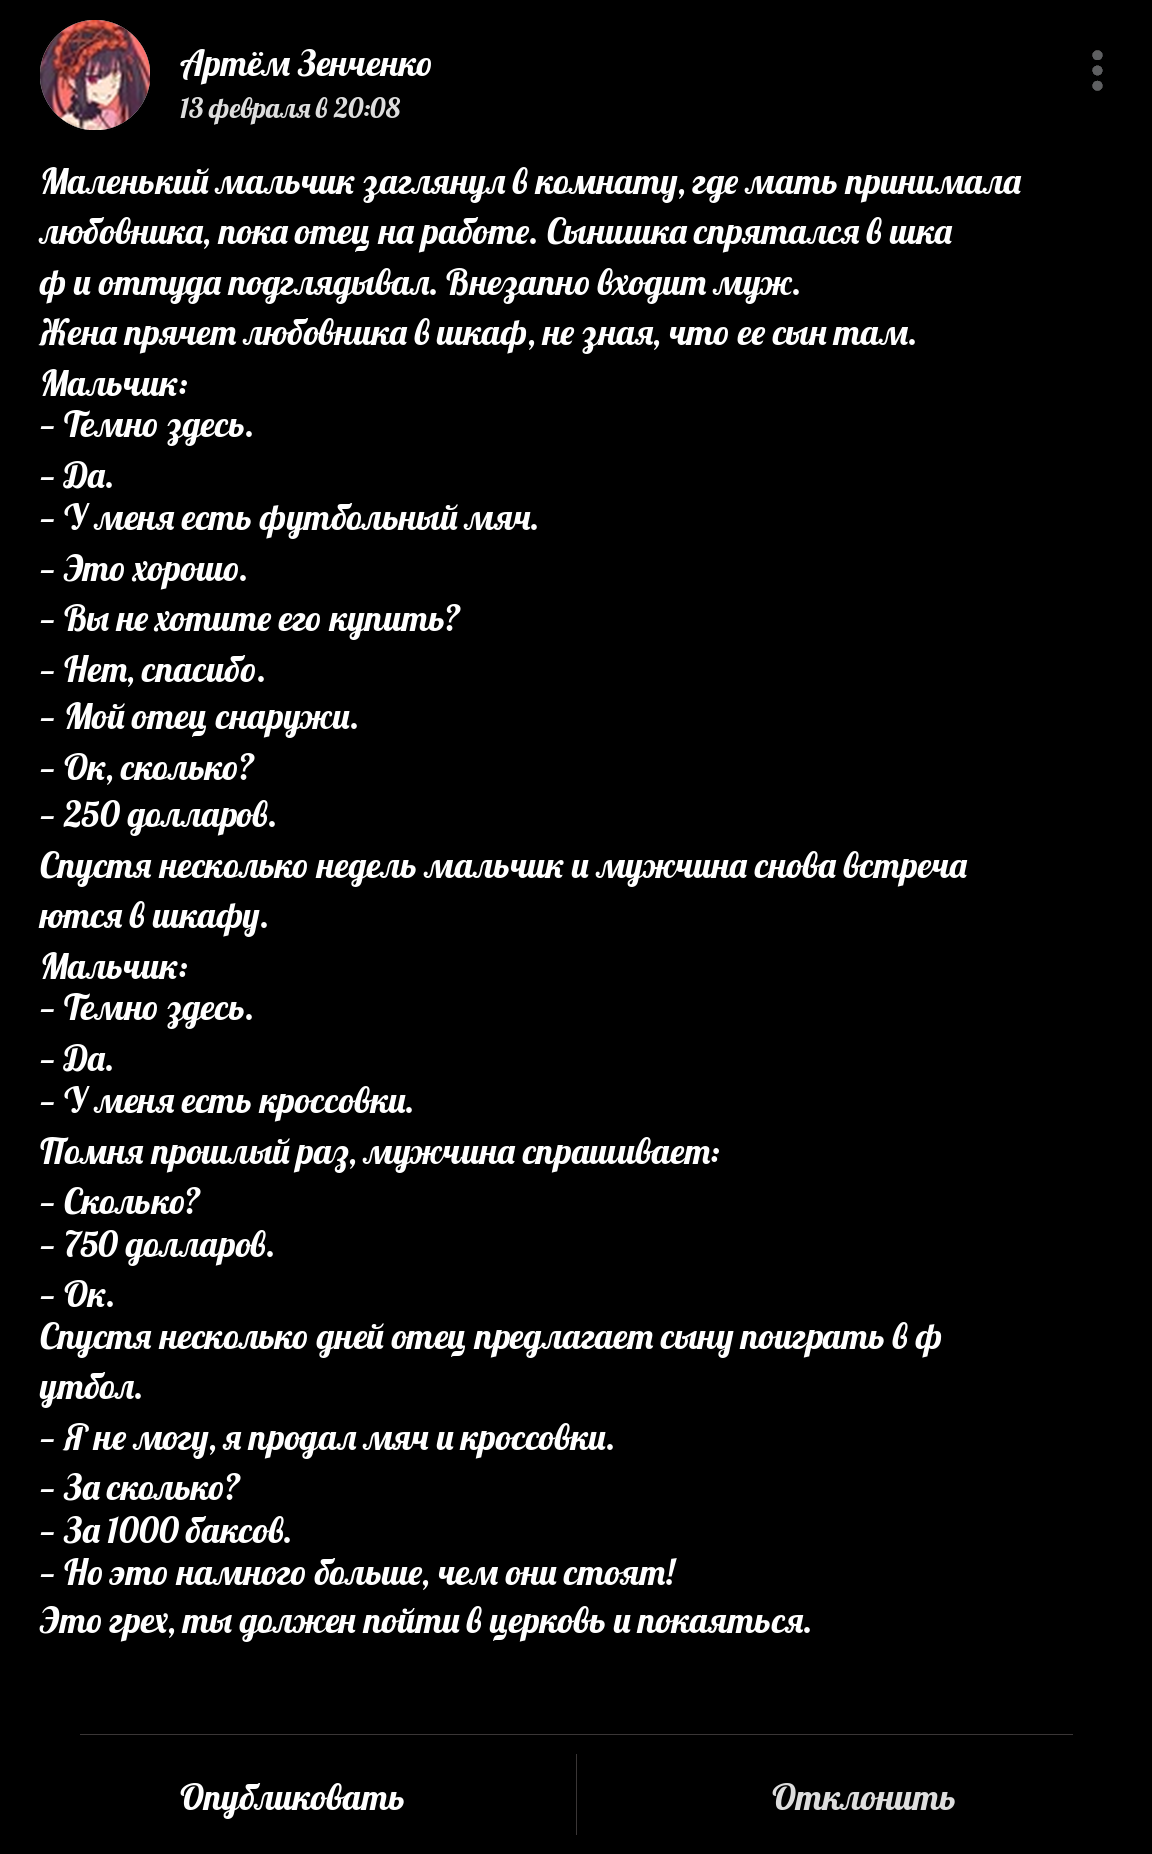 Артём Зенченко
13 февраля в 20:08
Маленький мальчик заглянул в комнату, где мать принимала
любовника, пока отец на работе. Сынишка спрятался в шка
ф и оттуда подглядывал. Внезапно входит муж.
Жена прячет любовника в шкаф, не зная, что ее сын там.
Мальчик:
– Темно здесь.
– Да.
– У меня есть футбольный мяч.
– Это хорошо.
– Вы не хотите его купить?
– Нет, спасибо.
– Мой отец снаружи.
– Ок, сколько?
– 250 долларов.
Спустя несколько недель мальчик и мужчина снова встреча
ются в шкафу.
Мальчик:
– Темно здесь.
– Да.
– У меня есть кроссовки.
Помня прошлый раз, мужчина спрашивает:
– Сколько?
– 750 долларов.
– Ок.
Спустя несколько дней отец предлагает сыну поиграть в ф
утбол.
– Я не могу, я продал мяч и кроссовки.
– За сколько?
– За 1000 баксов.
– Но это намного больше, чем они стоят!
Это грех, ты должен пойти в церковь и покаяться.
Опубликовать
Отклонить